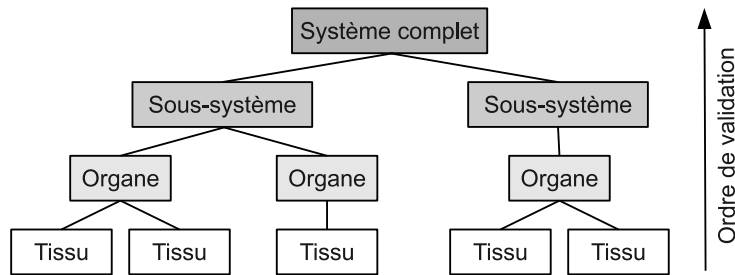 Système complet
Sous-système
Sous-système
Organe
Organe
Organe
Tissu
Tissu
Tissu
Tissu
Tissu
Ordre de validation